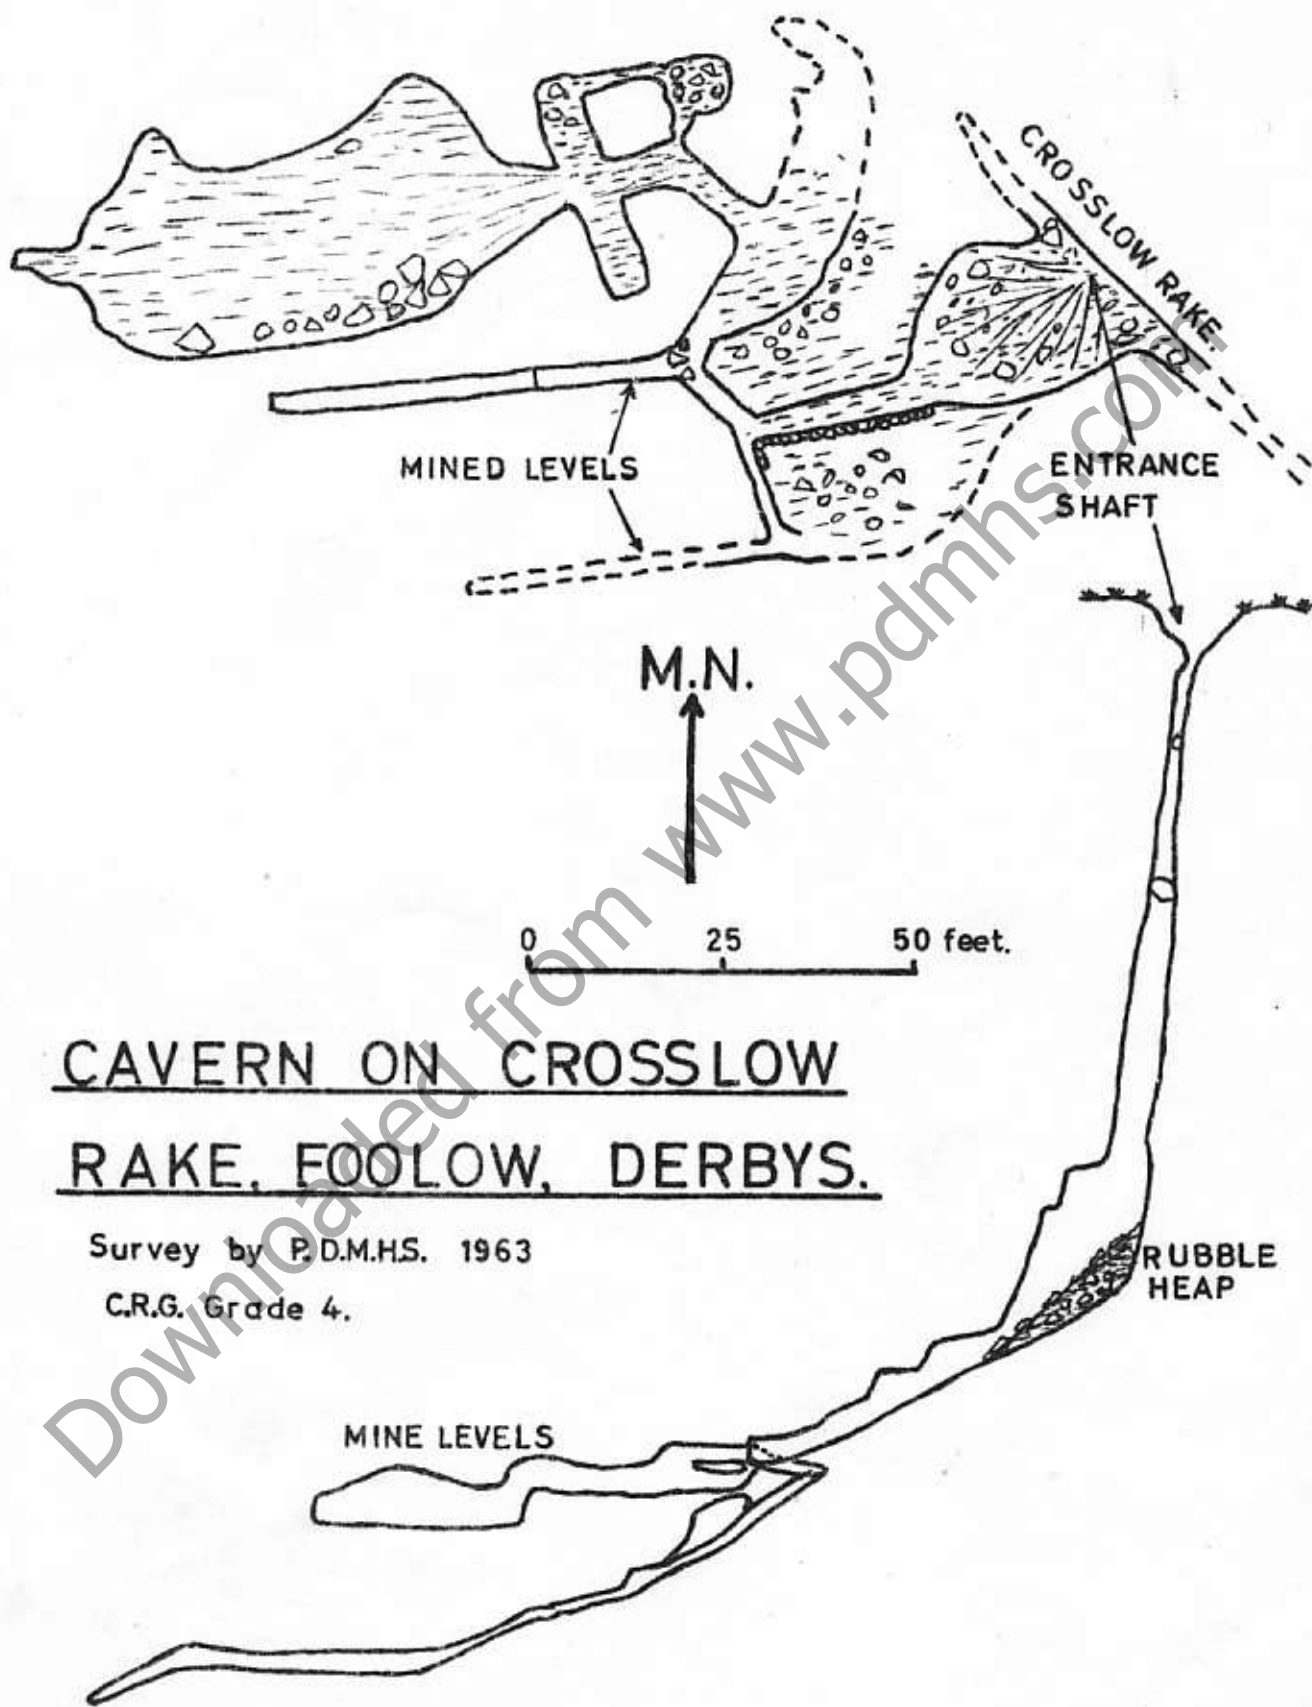 CROSSLOW RAKE.
MINED LEVELS
ENTRANCE
SHAFT
M.N.
0 25 50 feet.
CAVERN ON CROSSLOW
RAKE, FOOLOW, DERBYS.
Survey by P.D.M.H.S. 1963
C.R.G. Grade 4.
RUBBLE
HEAP
MINE LEVELS
Downloaded from www.pdmhs.com